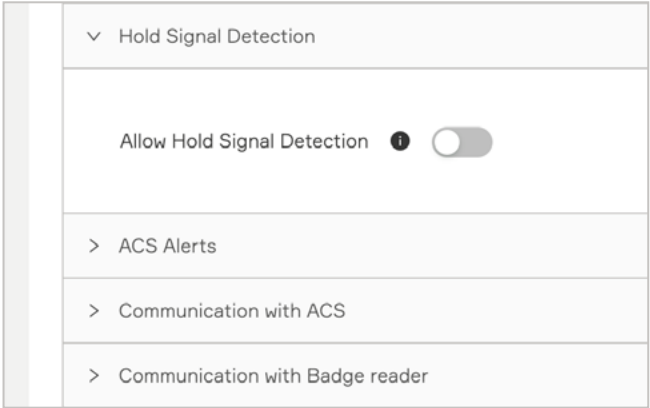 Hold Signal Detection
Allow Hold Signal Detection
ACS Alerts
Communication with ACS
Communication with Badge reader